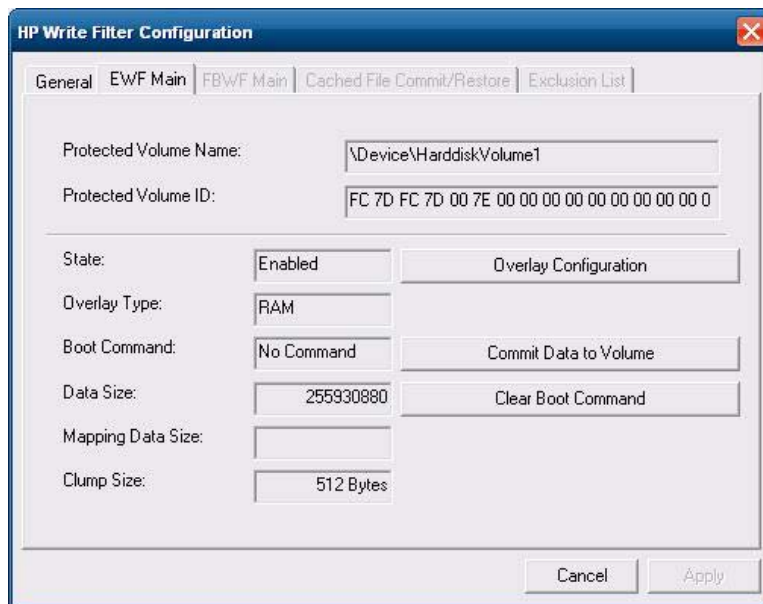 HP Write Filter Configuration
General EWF Main FBWF Main Cached File Commit/Restore Exclusion List
Protected Volume Name: \Device\HarddiskVolume1
Protected Volume ID: FC 7D FC 7D 00 7E 00 00 00 00 00 00 00 00 00 0
State: Enabled Overlay Configuration
Overlay Type: RAM
Boot Command: No Command Commit Data to Volume
Data Size: 255930880 Clear Boot Command
Mapping Data Size:
Clump Size: 512 Bytes
Cancel Apply